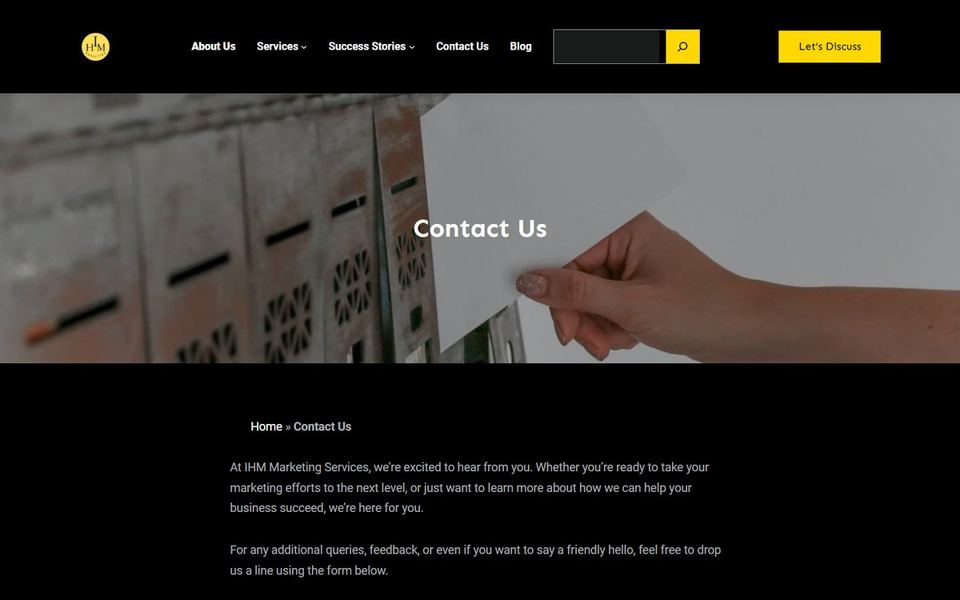 IHM
About Us
Services
Success Stories
Contact Us
Blog
Let's Discuss
Contact Us
Home » Contact Us
At IHM Marketing Services, we're excited to hear from you. Whether you're ready to take your
marketing efforts to the next level, or just want to learn more about how we can help your
business succeed, we're here for you.
For any additional queries, feedback, or even if you want to say a friendly hello, feel free to drop
us a line using the form below.